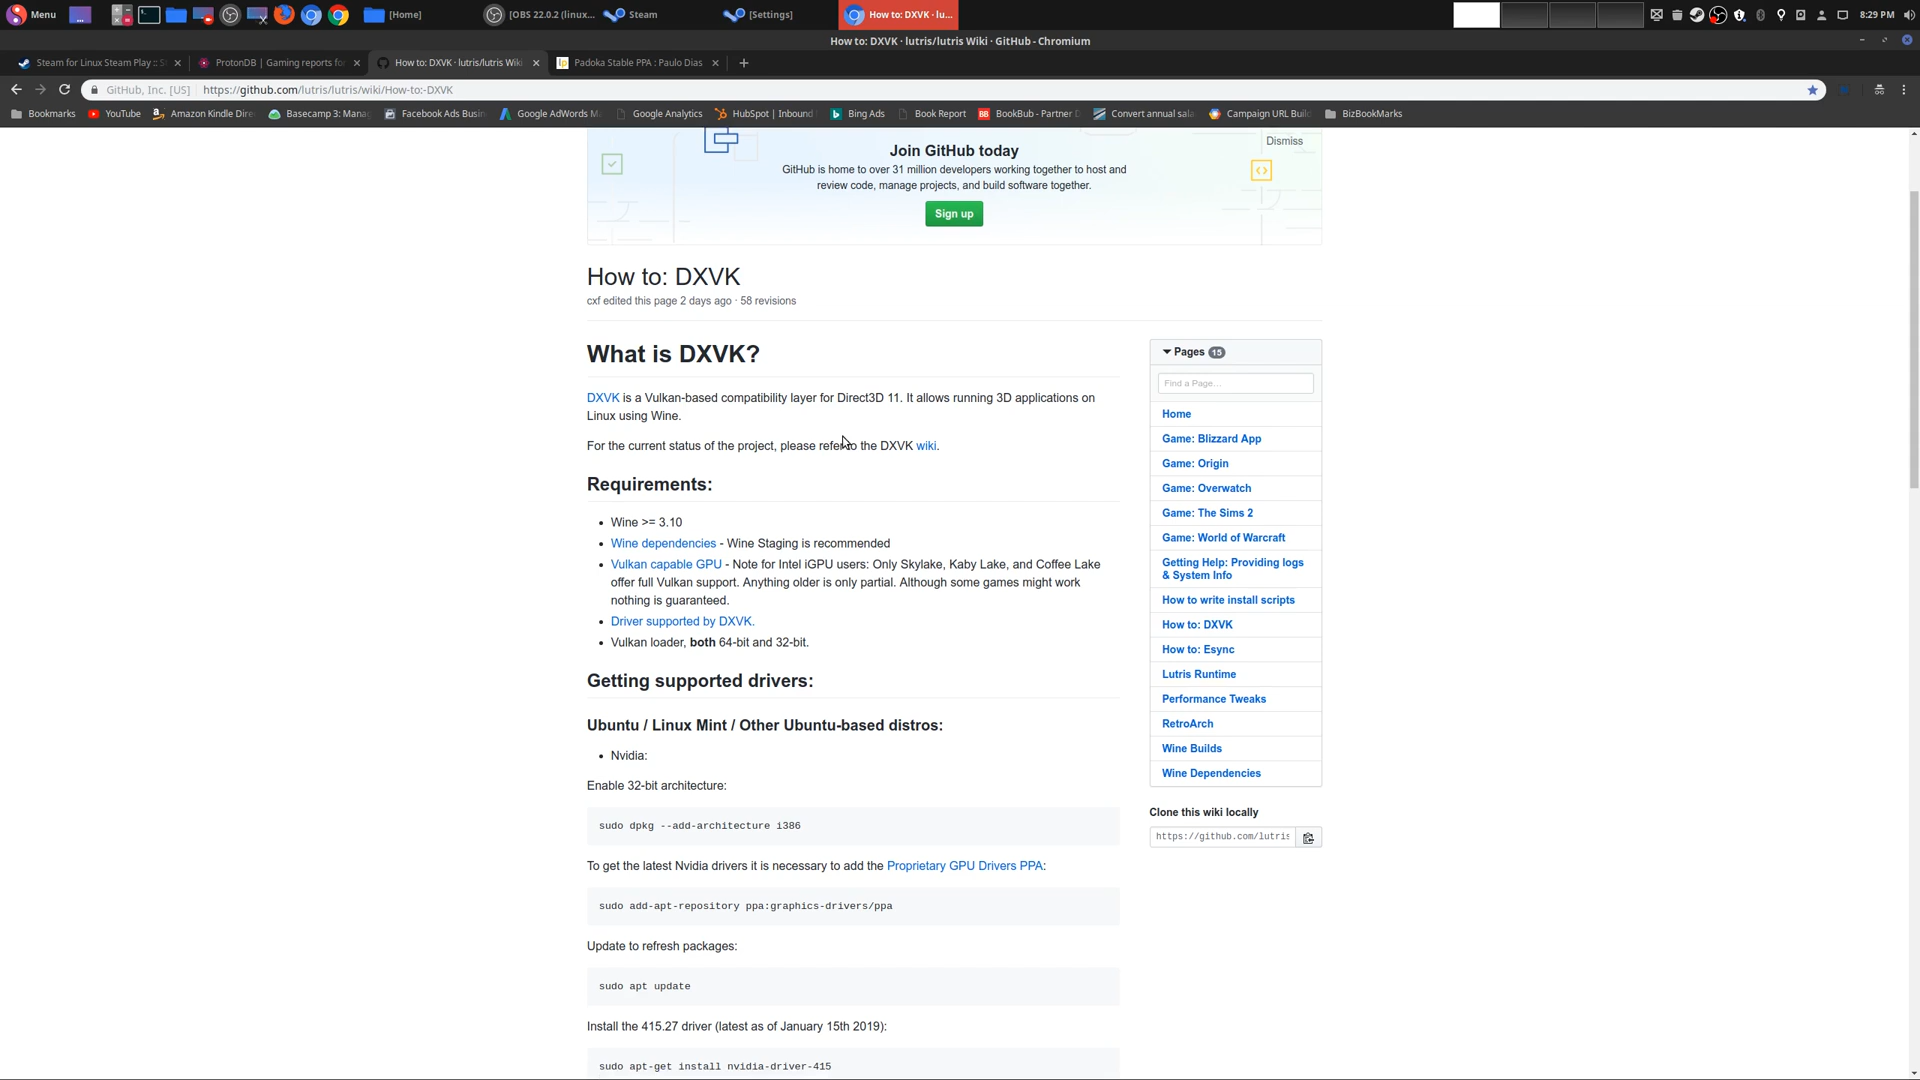 Menu
[Home]
[OBS 22.0.2 (linux...
Steam
[Settings]
How to: DXVK · lu...
8:29 PM
How to: DXVK · lutris/lutris Wiki · GitHub - Chromium
Steam for Linux Steam Play :: S
ProtonDB | Gaming reports for
How to: DXVK · lutris/lutris Wiki
Padoka Stable PPA : Paulo Dias
GitHub, Inc. [US]
https://github.com/lutris/lutris/wiki/How-to:-DXVK
Bookmarks
YouTube
Amazon Kindle Dire
Basecamp 3: Mana
Facebook Ads Busin
Google AdWords M
Google Analytics
HubSpot | Inbound
Bing Ads
Book Report
BookBub - Partner D
Convert annual sala
Campaign URL Build
BizBookMarks
Join GitHub today
Dismiss
GitHub is home to over 31 million developers working together to host and
review code, manage projects, and build software together.
Sign up
How to: DXVK
cxf edited this page 2 days ago · 58 revisions
What is DXVK?
DXVK is a Vulkan-based compatibility layer for Direct3D 11. It allows running 3D applications on
Linux using Wine.
For the current status of the project, please refer to the DXVK wiki.
Requirements:
• Wine >= 3.10
• Wine dependencies - Wine Staging is recommended
• Vulkan capable GPU - Note for Intel iGPU users: Only Skylake, Kaby Lake, and Coffee Lake
offer full Vulkan support. Anything older is only partial. Although some games might work
nothing is guaranteed.
• Driver supported by DXVK.
• Vulkan loader, both 64-bit and 32-bit.
Getting supported drivers:
Ubuntu / Linux Mint / Other Ubuntu-based distros:
• Nvidia:
Enable 32-bit architecture:
sudo dpkg --add-architecture i386
To get the latest Nvidia drivers it is necessary to add the Proprietary GPU Drivers PPA:
sudo add-apt-repository ppa:graphics-drivers/ppa
Update to refresh packages:
sudo apt update
Install the 415.27 driver (latest as of January 15th 2019):
sudo apt-get install nvidia-driver-415
Pages 15
Find a Page...
Home
Game: Blizzard App
Game: Origin
Game: Overwatch
Game: The Sims 2
Game: World of Warcraft
Getting Help: Providing logs
& System Info
How to write install scripts
How to: DXVK
How to: Esync
Lutris Runtime
Performance Tweaks
RetroArch
Wine Builds
Wine Dependencies
Clone this wiki locally
https://github.com/lutris